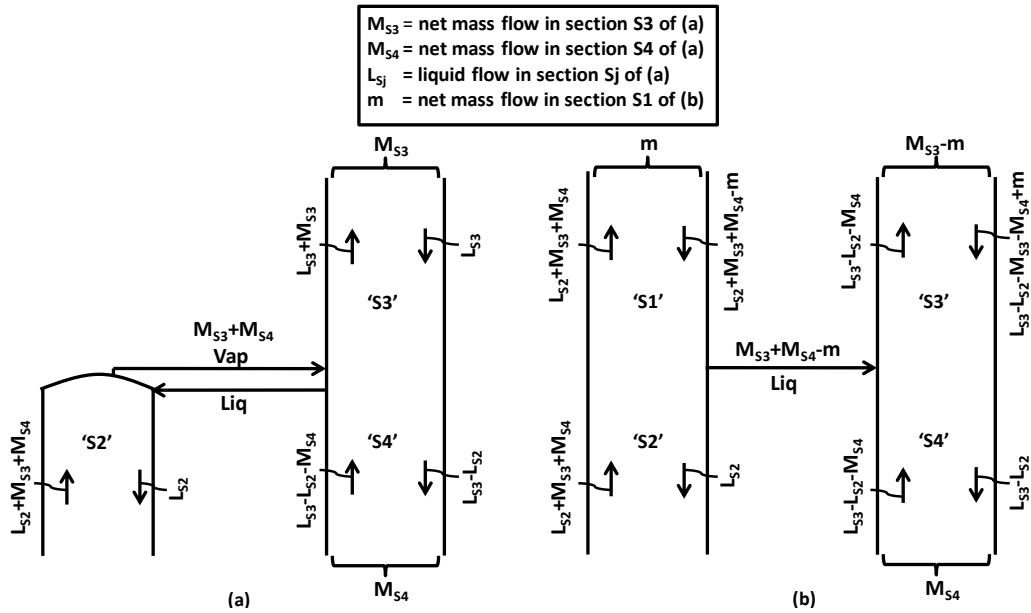 M_S3 = net mass flow in section S3 of (a)
M_S4 = net mass flow in section S4 of (a)
L_Sj = liquid flow in section Sj of (a)
m = net mass flow in section S1 of (b)
M_S3
L_S3+M_S3
L_S3
'S3'
M_S3+M_S4
Vap
Liq
'S2'
L_S2+M_S3+M_S4
L_S2
'S4'
L_S3-L_S2-M_S4
L_S3-L_S2
M_S4
(a)
m
L_S2+M_S3+M_S4
L_S2+M_S3+M_S4-m
'S1'
M_S3+M_S4-m
Liq
'S2'
L_S2+M_S3+M_S4
L_S2
M_S3-m
L_S3-L_S2-M_S4
L_S3-L_S2-M_S3-M_S4+m
'S3'
'S4'
L_S3-L_S2-M_S4
L_S3-L_S2
M_S4
(b)